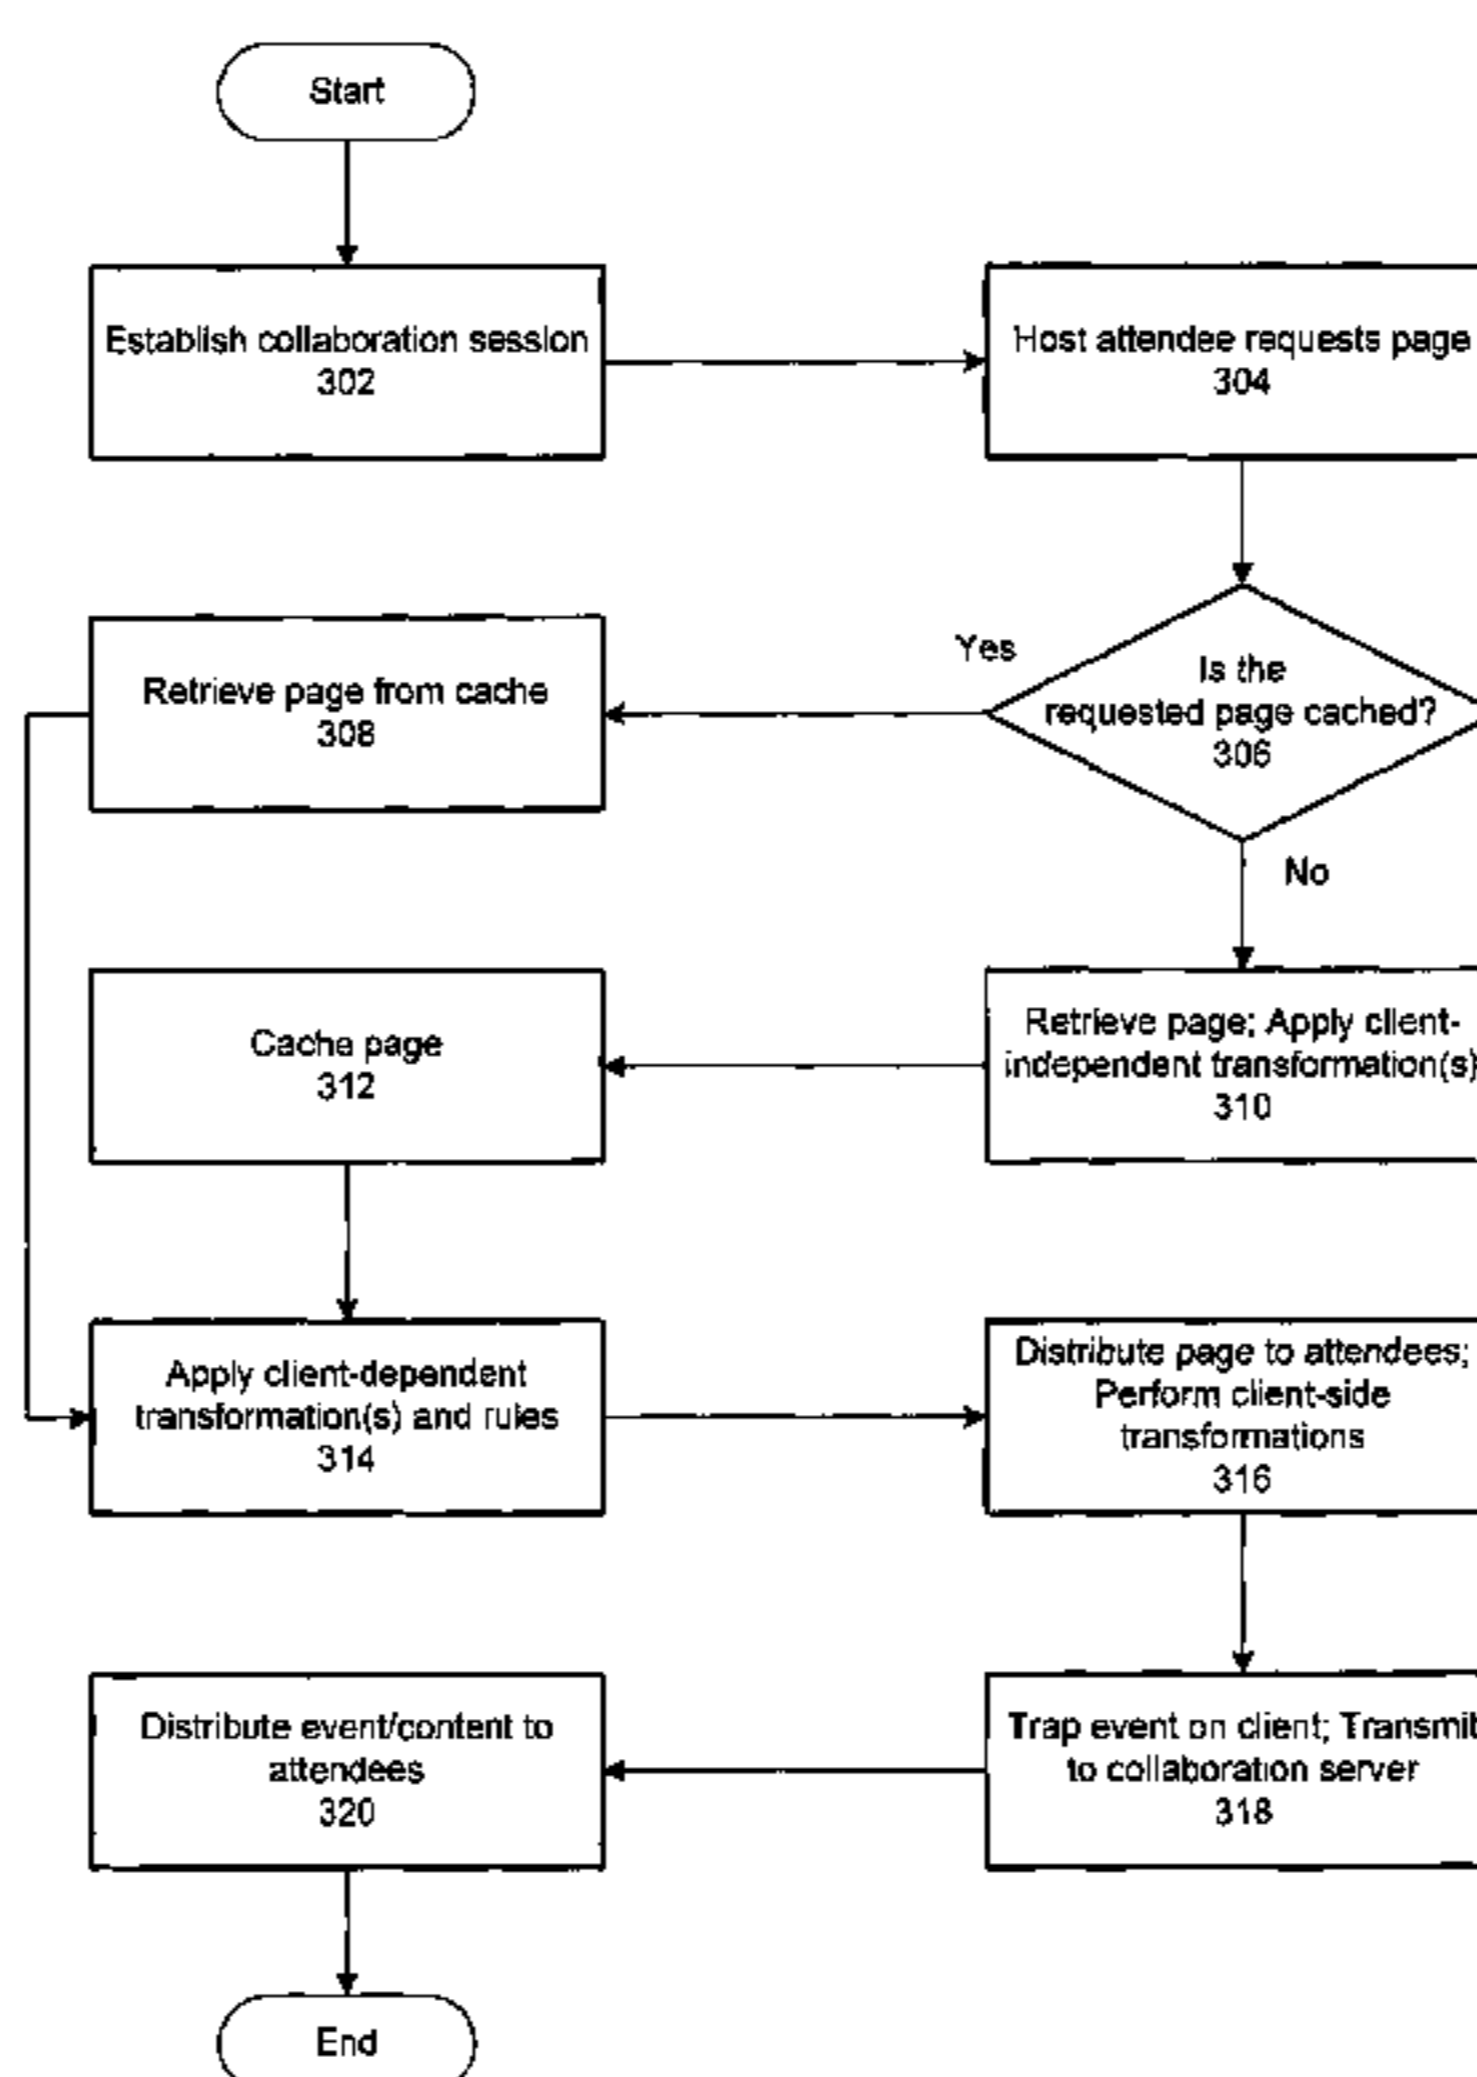 Start
Establish collaboration session
302
Host attendee requests page
304
Yes
Is the
requested page cached?
306
Retrieve page from cache
308
No
Cache page
312
Retrieve page; Apply client-
independent transformation(s)
310
Apply client-dependent
transformation(s) and rules
314
Distribute page to attendees;
Perform client-side
transformations
316
Distribute event/content to
attendees
320
Trap event on client; Transmit
to collaboration server
318
End